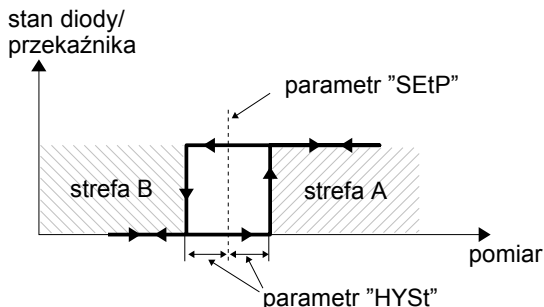 stan diody/
przekaźnika
parametr ”SEtP”
strefa B
strefa A
pomiar
parametr ”HYSt”